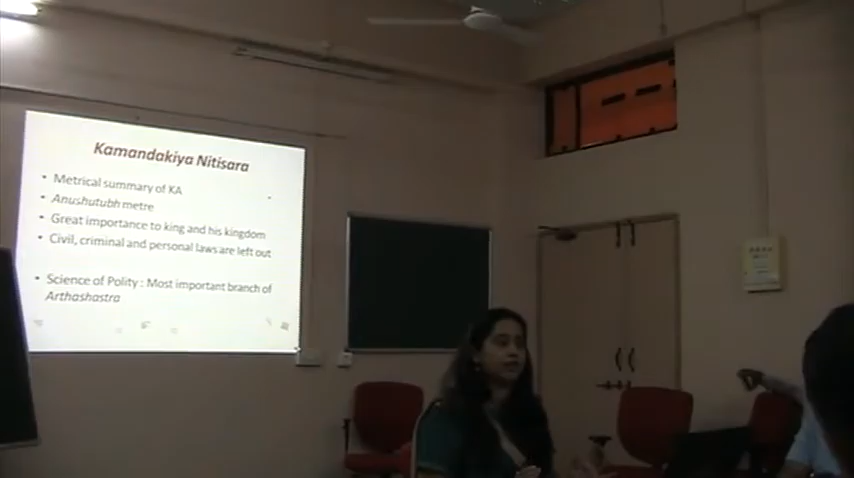 Kamandakiya Nitisara
• Metrical summary of KA
• Anushutubh metre
• Great importance to king and his kingdom
• Civil, criminal and personal laws are left out
• Science of Polity : Most important branch of
Arthashastra